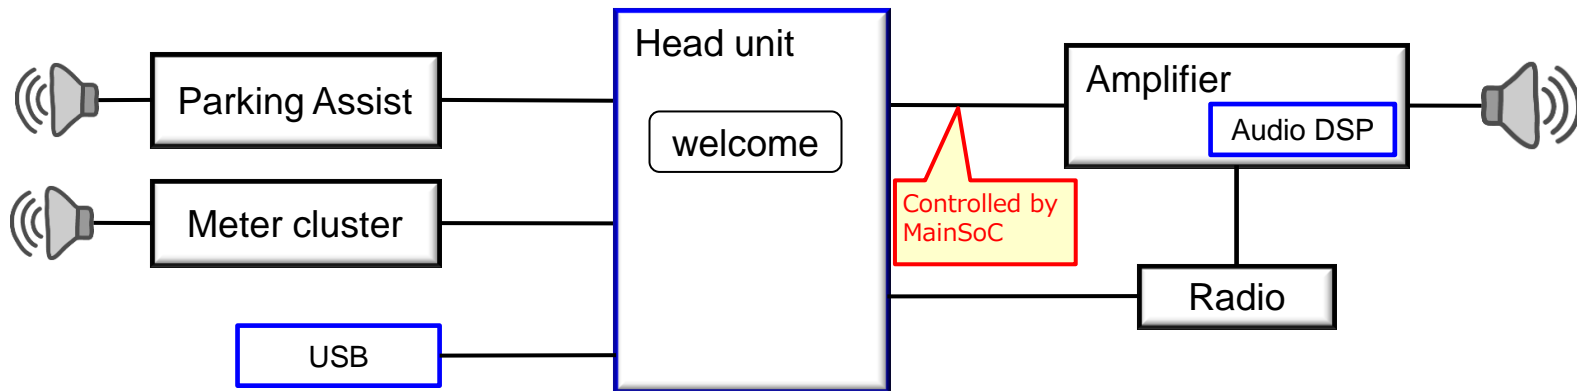 Head unit
Parking Assist
welcome
Amplifier
Audio DSP
Meter cluster
Controlled by
MainSoC
Radio
USB